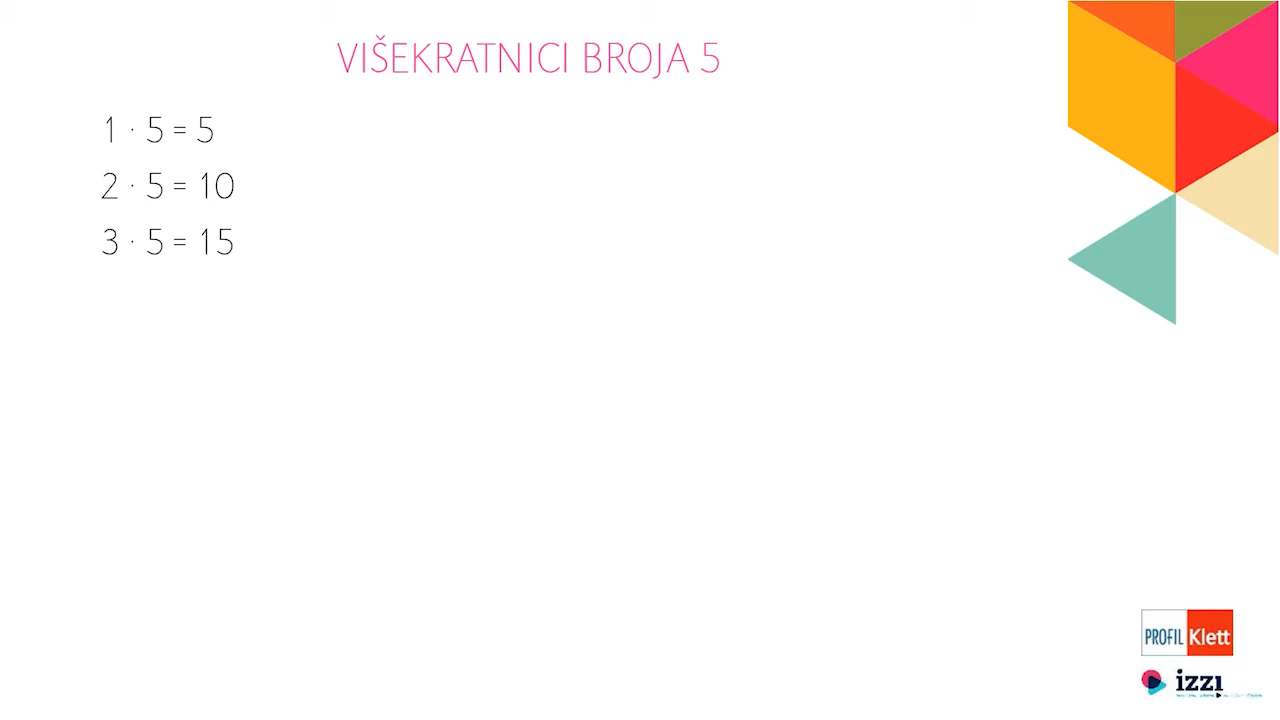 VIŠEKRATNICI BROJA 5
1 · 5 = 5
2 · 5 = 10
3 · 5 = 15
PROFIL Klett
izzi